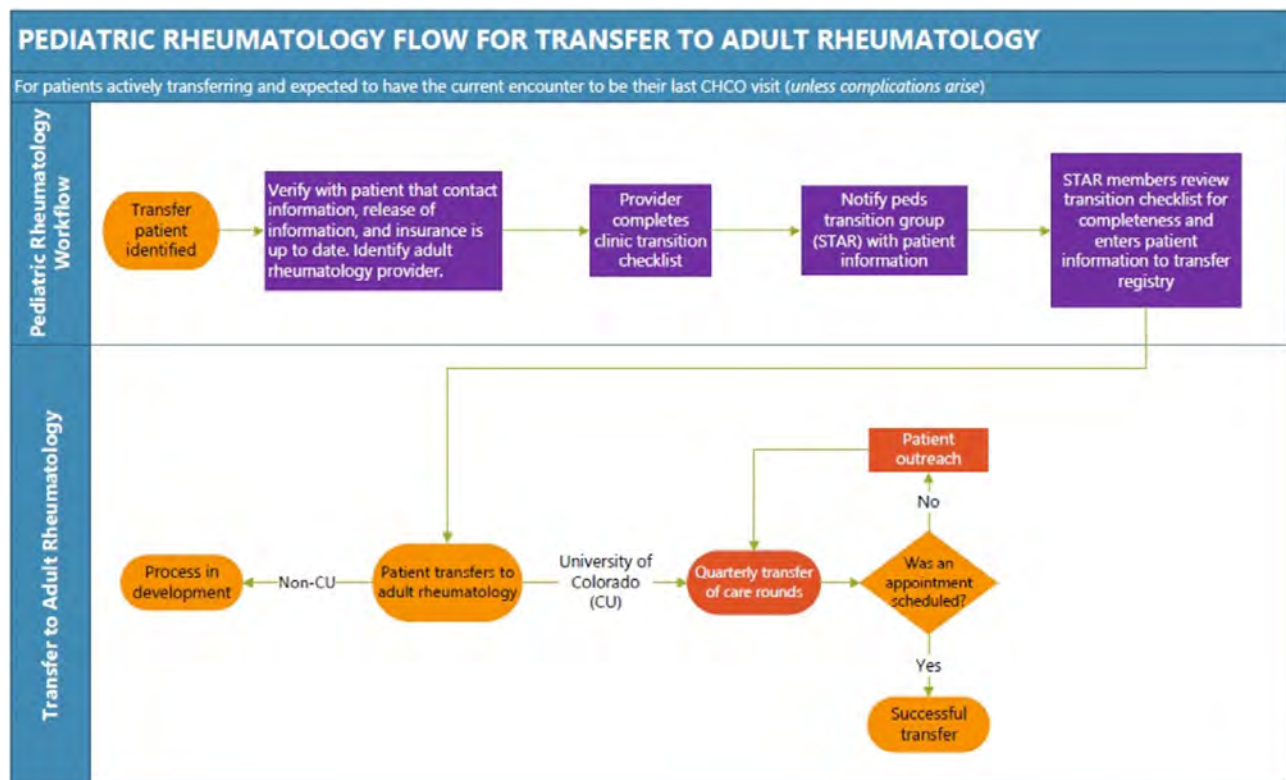 PEDIATRIC RHEUMATOLOGY FLOW FOR TRANSFER TO ADULT RHEUMATOLOGY
For patients actively transferring and expected to have the current encounter to be their last CHCO visit (unless complications arise)
Pediatric Rheumatology
Workflow
Transfer
patient
identified
Verify with patient that contact
information, release of
information, and insurance is
up to date. Identify adult
rheumatology provider.
Provider
completes
clinic transition
checklist
Notify peds
transition group
(STAR) with patient
information
STAR members review
transition checklist for
completeness and
enters patient
information to transfer
registry
Transfer to Adult Rheumatology
Patient
outreach
No
Process in
development
Non-CU
Patient transfers to
adult rheumatology
University of
Colorado
(CU)
Quarterly transfer
of care rounds
Was an
appointment
scheduled?
Yes
Successful
transfer